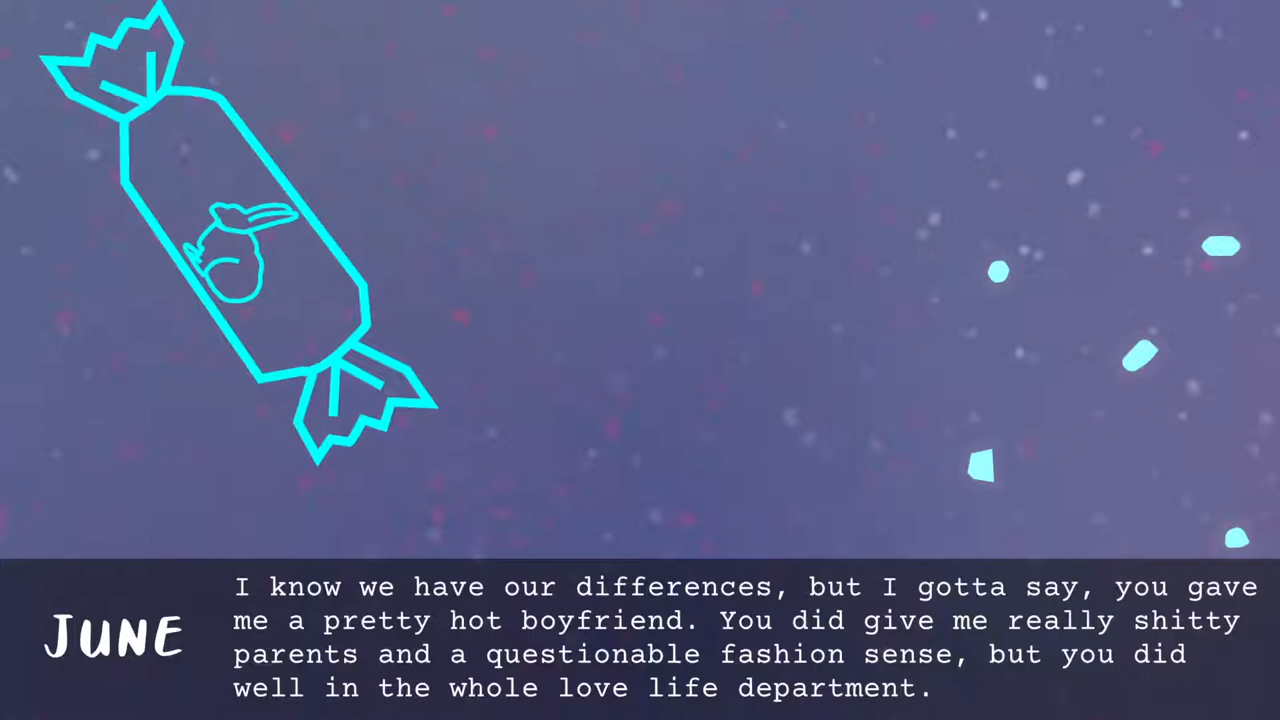 I know we have our differences, but I gotta say, you gave
me a pretty hot boyfriend. You did give me really shitty
parents and a questionable fashion sense, but you did
well in the whole love life department.
JUNE